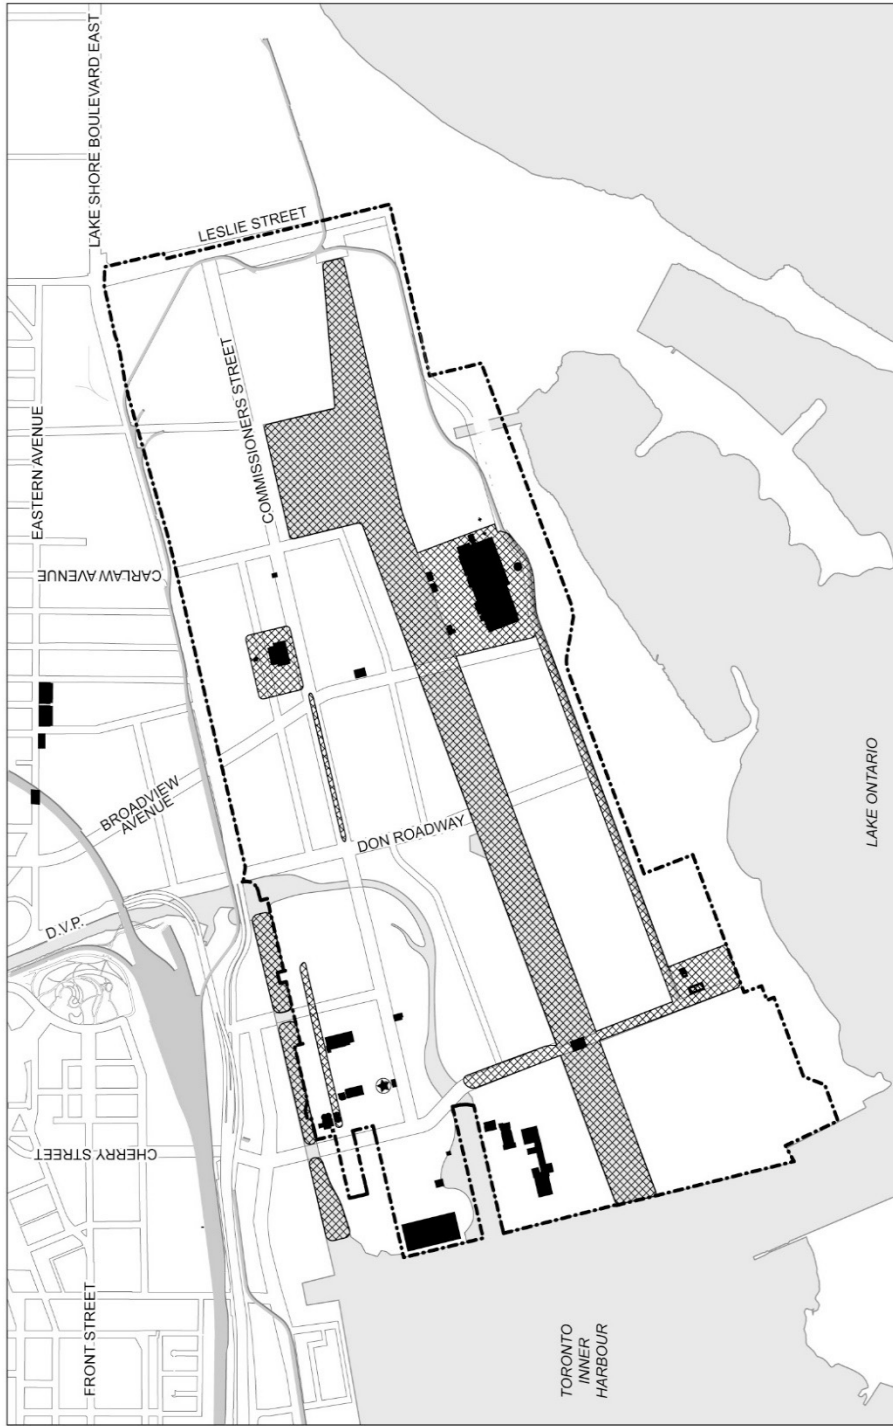 LAKE SHORE BOULEVARD EAST
LESLIE STREET
COMMISSIONERS STREET
EASTERN AVENUE
CARLAW AVENUE
BROADVIEW
AVENUE
DON ROADWAY
D.V.P.
LAKE ONTARIO
CHERRY STREET
FRONT STREET
TORONTO
INNER
HARBOUR